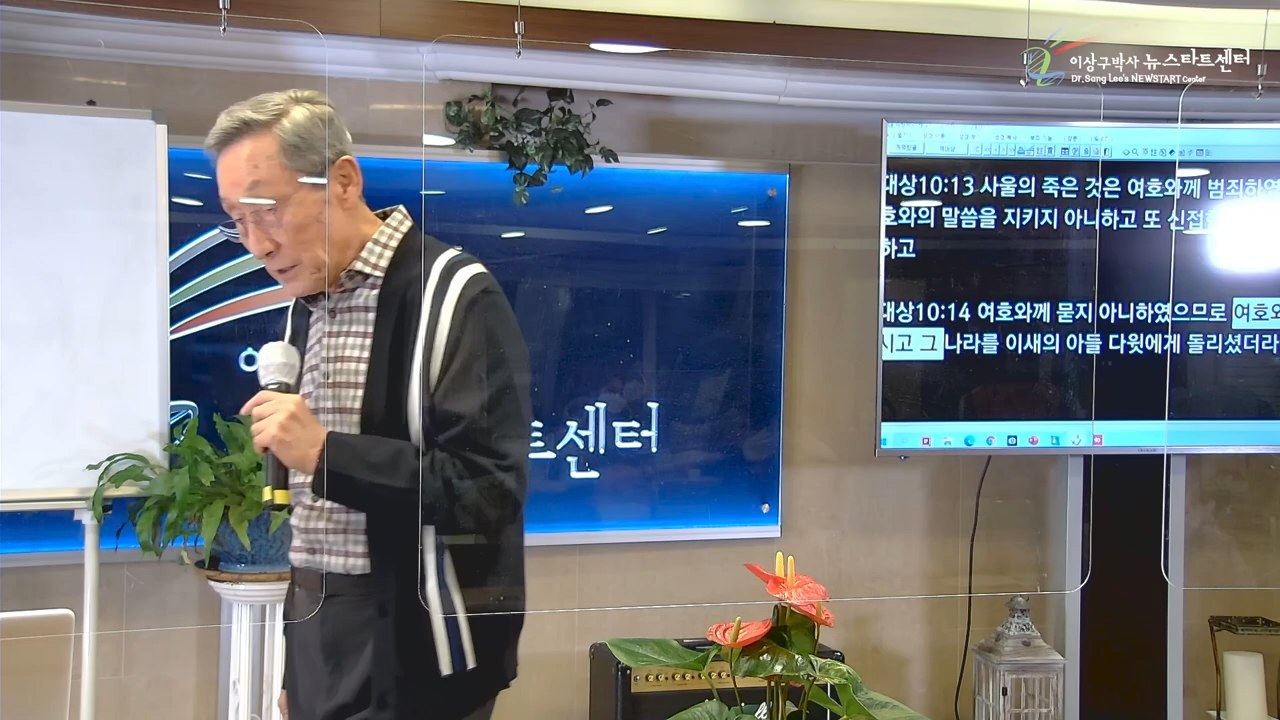 이상구박사 뉴스타트센터
Dr. Sang Lee's NEWSTART Center
대상10:13 사울의 죽은 것은 여호와께 범죄하였
호와의 말씀을 지키지 아니하고 또 신접
하고
대상10:14 여호와께 묻지 아니하였으므로 여호와
시고 그 나라를 이새의 아들 다윗에게 돌리셨더라
트센터